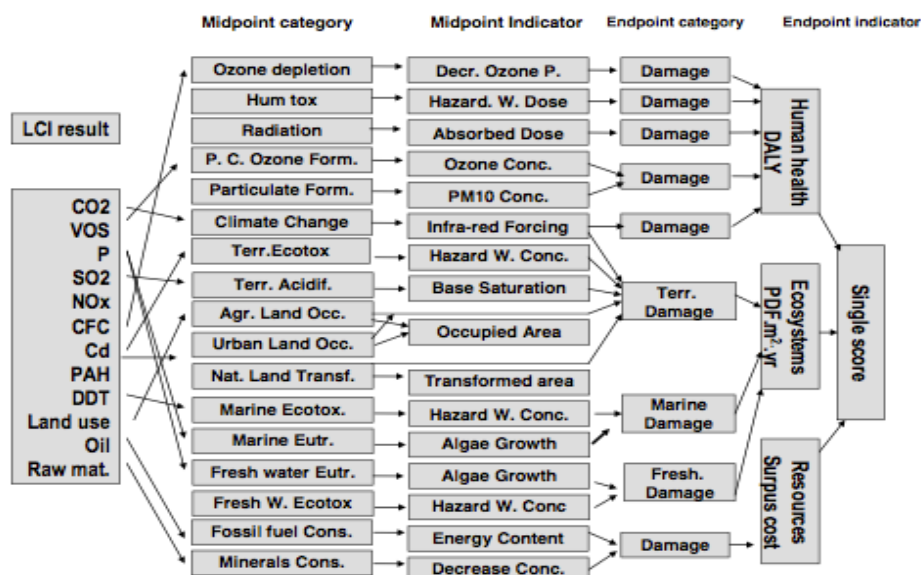 Midpoint category
Midpoint Indicator
Endpoint category
Endpoint indicator
LCI result
CO2
VOS
P
SO2
NOx
CFC
Cd
PAH
DDT
Land use
Oil
Raw mat.
Ozone depletion
Hum tox
Radiation
P. C. Ozone Form.
Particulate Form.
Climate Change
Terr.Ecotox
Terr. Acidif.
Agr. Land Occ.
Urban Land Occ.
Nat. Land Transf.
Marine Ecotox.
Marine Eutr.
Fresh water Eutr.
Fresh W. Ecotox
Fossil fuel Cons.
Minerals Cons.
Decr. Ozone P.
Hazard. W. Dose
Absorbed Dose
Ozone Conc.
PM10 Conc.
Infra-red Forcing
Hazard W. Conc.
Base Saturation
Occupied Area
Transformed area
Hazard W. Conc.
Algae Growth
Algae Growth
Hazard W. Conc
Energy Content
Decrease Conc.
Damage
Damage
Damage
Damage
Damage
Terr.
Damage
Marine
Damage
Fresh.
Damage
Damage
Human health
DALY
Ecosystems
PDF.m².yr
Resources
Surpus cost
Single score